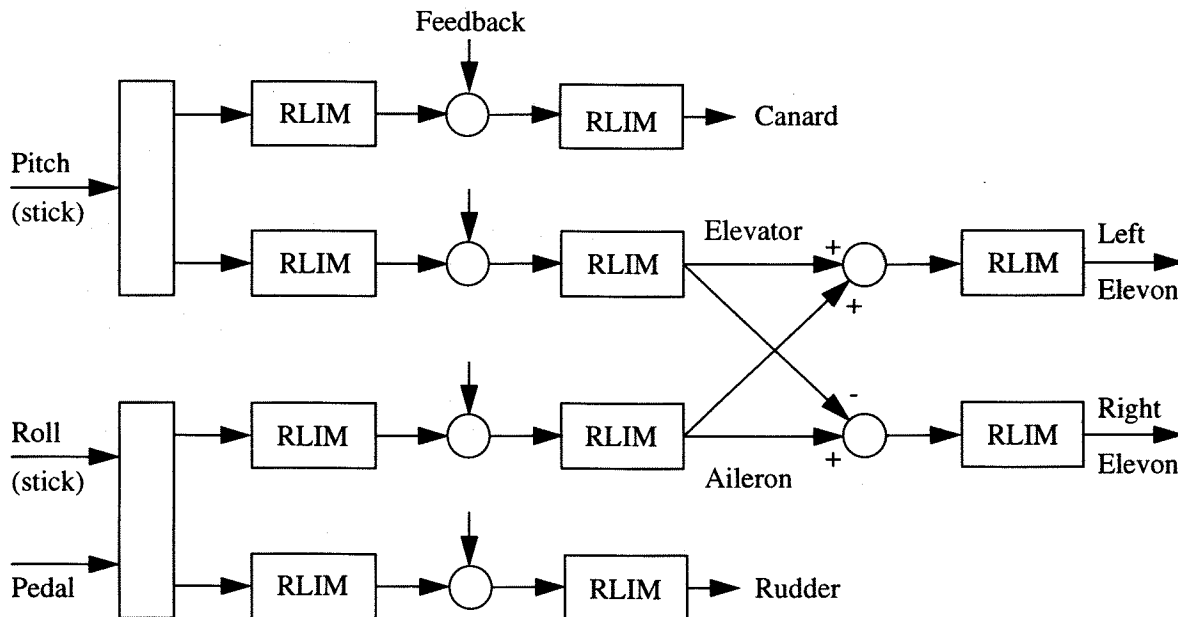 Feedback
RLIM
RLIM
Canard
Pitch
(stick)
RLIM
RLIM
Elevator
+
+
RLIM
Left
Elevon
Roll
(stick)
RLIM
RLIM
Aileron
-
+
RLIM
Right
Elevon
Pedal
RLIM
RLIM
Rudder